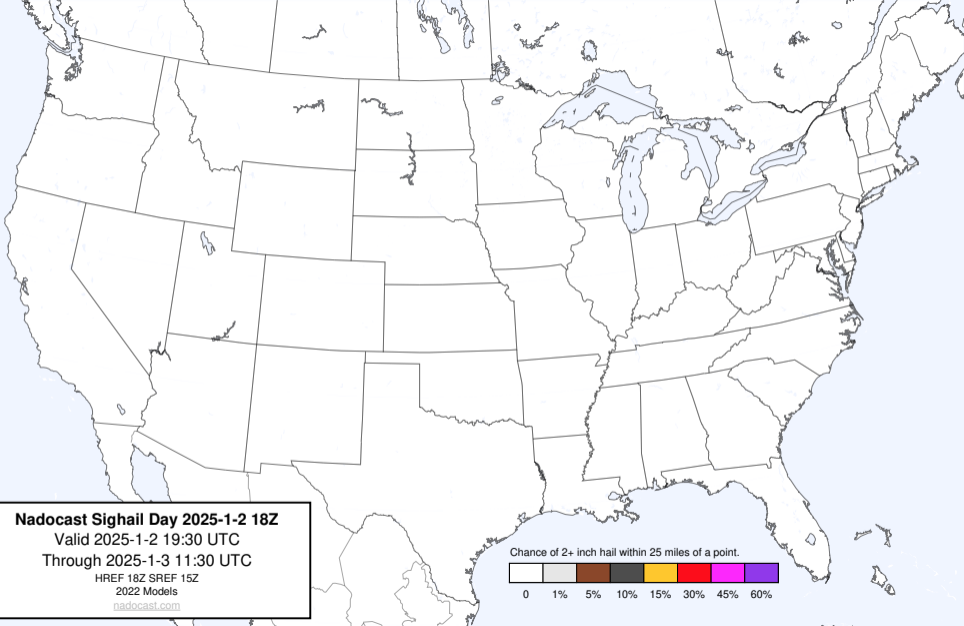 Nadocast Sighail Day 2025-1-2 18Z
Valid 2025-1-2 19:30 UTC
Through 2025-1-3 11:30 UTC
HREF 18Z SREF 15Z
2022 Models
nadocast.com
Chance of 2+ inch hail within 25 miles of a point.
0 1% 5% 10% 15% 30% 45% 60%